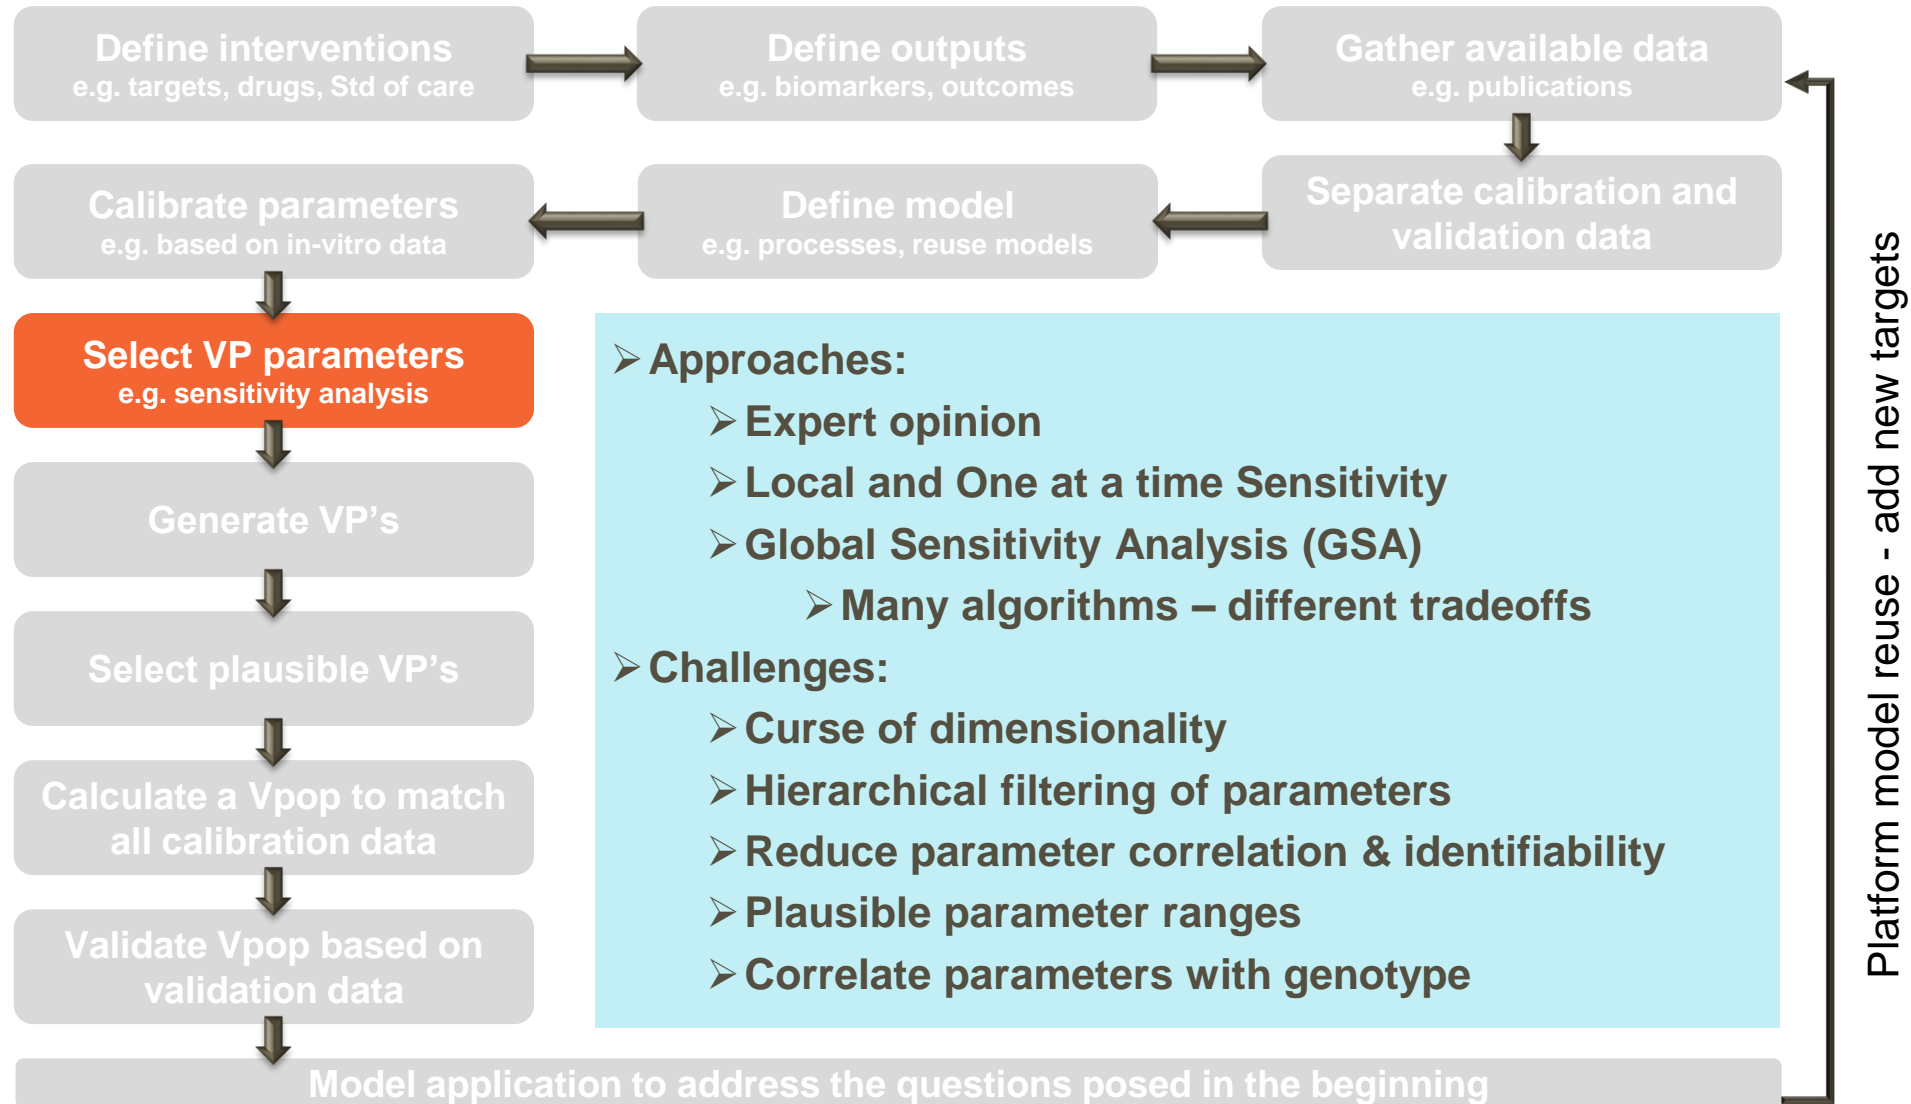 Define interventions
e.g. targets, drugs, Std of care
Define outputs
e.g. biomarkers, outcomes
Gather available data
e.g. publications
Calibrate parameters
e.g. based on in-vitro data
Define model
e.g. processes, reuse models
Separate calibration and
validation data
Select VP parameters
e.g. sensitivity analysis
Generate VP's
Select plausible VP's
Calculate a Vpop to match
all calibration data
Validate Vpop based on
validation data
➢ Approaches:
➢ Expert opinion
➢ Local and One at a time Sensitivity
➢ Global Sensitivity Analysis (GSA)
➢ Many algorithms – different tradeoffs
➢ Challenges:
➢ Curse of dimensionality
➢ Hierarchical filtering of parameters
➢ Reduce parameter correlation & identifiability
➢ Plausible parameter ranges
➢ Correlate parameters with genotype
Model application to address the questions posed in the beginning
Platform model reuse - add new targets